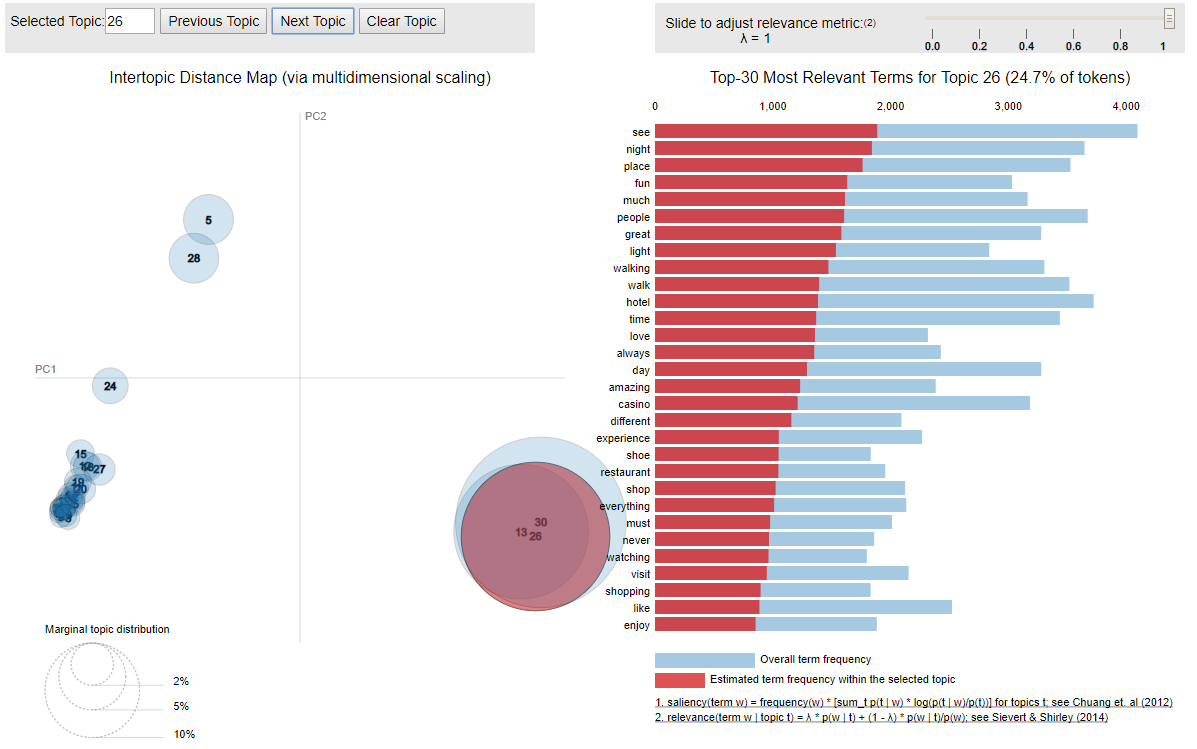 Selected Topic: 26 Previous Topic Next Topic Clear Topic
Slide to adjust relevance metric:(2)
λ = 1
0.0 0.2 0.4 0.6 0.8 1
Intertopic Distance Map (via multidimensional scaling)
PC2
PC1
5
28
24
15
27
20
30
13
26
Marginal topic distribution
2%
5%
10%
Top-30 Most Relevant Terms for Topic 26 (24.7% of tokens)
0 1,000 2,000 3,000 4,000
see
night
place
fun
much
people
great
light
walking
walk
hotel
time
love
always
day
amazing
casino
different
experience
shoe
restaurant
shop
everything
must
never
watching
visit
shopping
like
enjoy
Overall term frequency
Estimated term frequency within the selected topic
1. saliency(term w) = frequency(w) * [sum_t p(t | w) * log(p(t | w)/p(t))] for topics t; see Chuang et. al (2012)
2. relevance(term w | topic t) = λ * p(w | t) + (1 - λ) * p(w | t)/p(w); see Sievert & Shirley (2014)